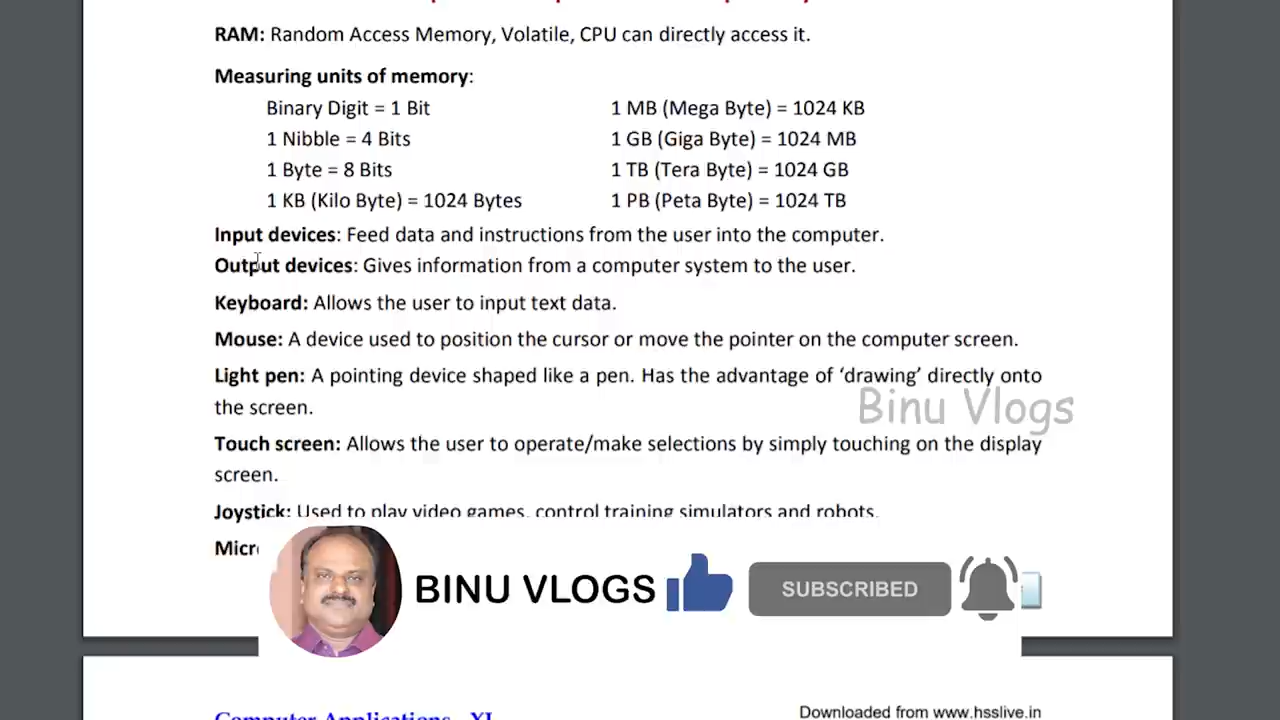 RAM: Random Access Memory, Volatile, CPU can directly access it.
Measuring units of memory:
Binary Digit = 1 Bit
1 MB (Mega Byte) = 1024 KB
1 Nibble = 4 Bits
1 GB (Giga Byte) = 1024 MB
1 Byte = 8 Bits
1 TB (Tera Byte) = 1024 GB
1 KB (Kilo Byte) = 1024 Bytes
1 PB (Peta Byte) = 1024 TB
Input devices: Feed data and instructions from the user into the computer.
Output devices: Gives information from a computer system to the user.
Keyboard: Allows the user to input text data.
Mouse: A device used to position the cursor or move the pointer on the computer screen.
Light pen: A pointing device shaped like a pen. Has the advantage of ‘drawing’ directly onto
the screen.
Binu Vlogs
Touch screen: Allows the user to operate/make selections by simply touching on the display
screen.
Joystick: Used to play video games, control training simulators and robots.
BINU VLOGS
SUBSCRIBED
Computer Applications - XI
Downloaded from www.hsslive.in